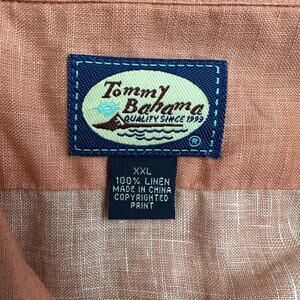 Tommy
Bahama
QUALITY SINCE 1993
®
XXL
100% LINEN
MADE IN CHINA
COPYRIGHTED
PRINT